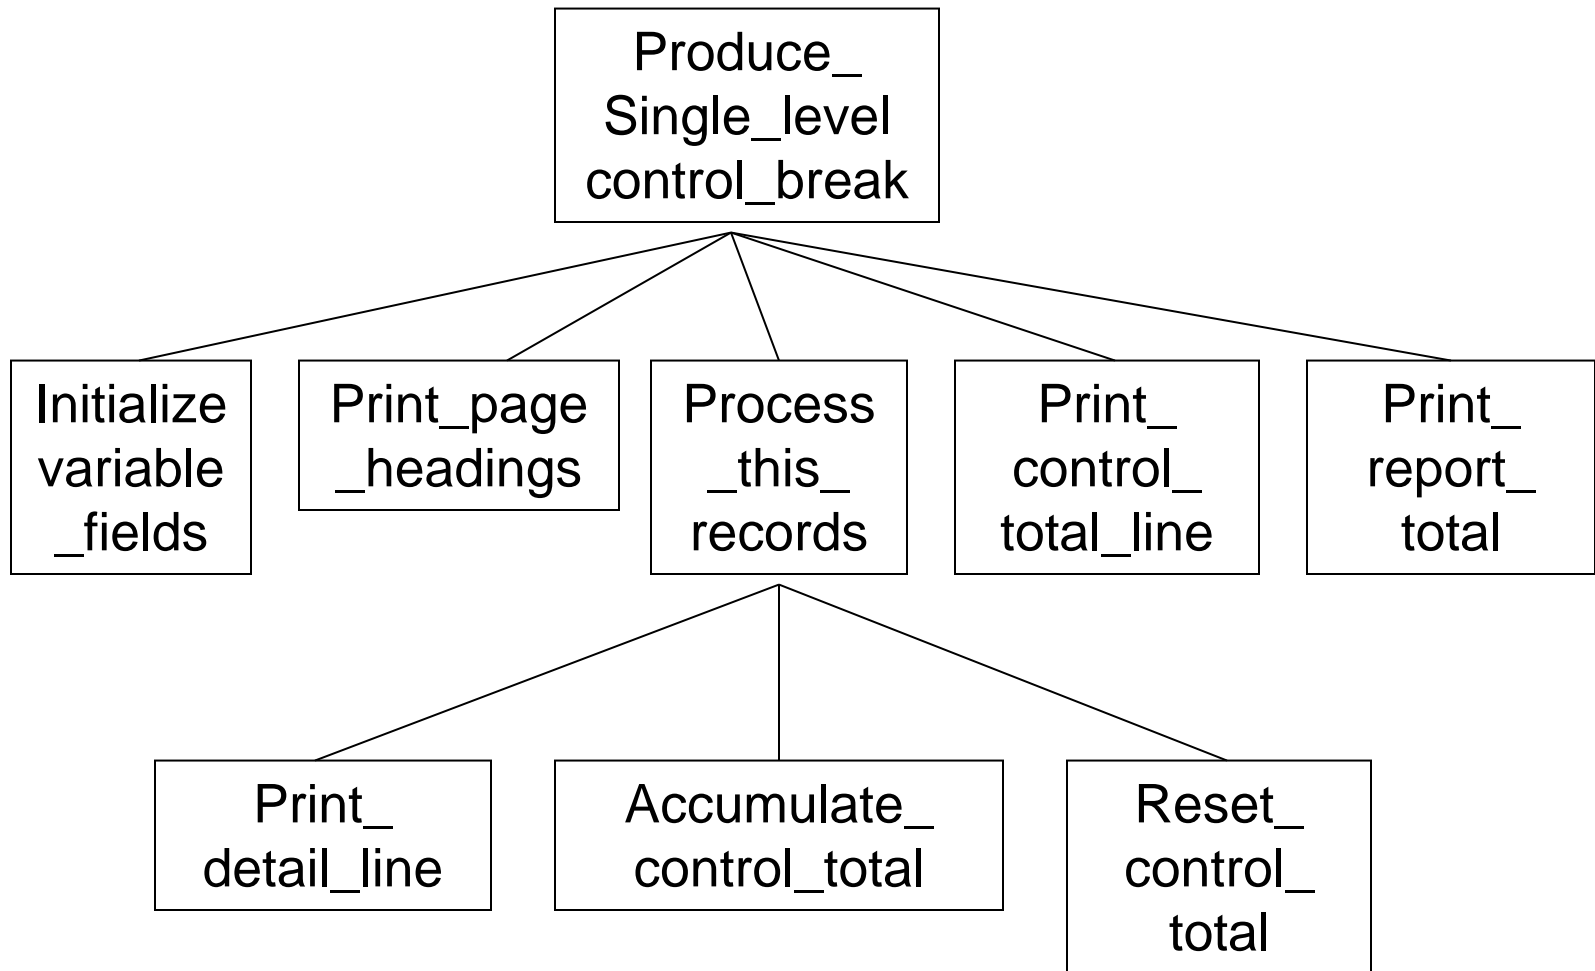 Produce_
Single_level
control_break
Initialize
variable
_fields
Print_page
_headings
Process
_this_
records
Print_
control_
total_line
Print_
report_
total
Print_
detail_line
Accumulate_
control_total
Reset_
control_
total